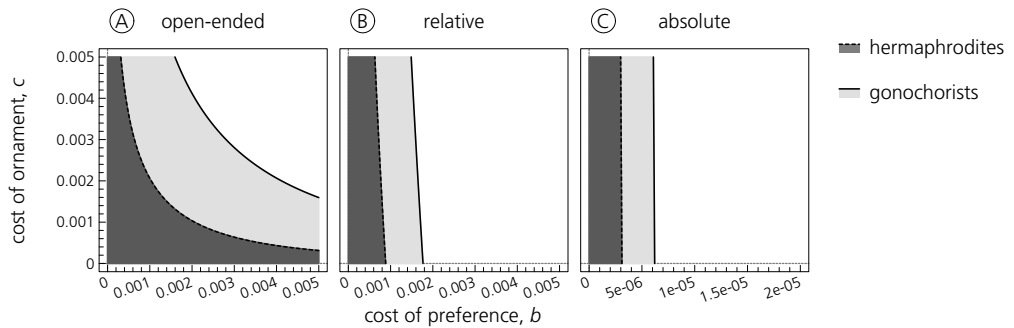 A open-ended
B relative
C absolute
hermaphrodites
gonochorists
cost of ornament, c
0.005
0.004
0.003
0.002
0.001
0
0 0.001 0.002 0.003 0.004 0.005
0 0.001 0.002 0.003 0.004 0.005
0 5e-06 1e-05 1.5e-05 2e-05
cost of preference, b